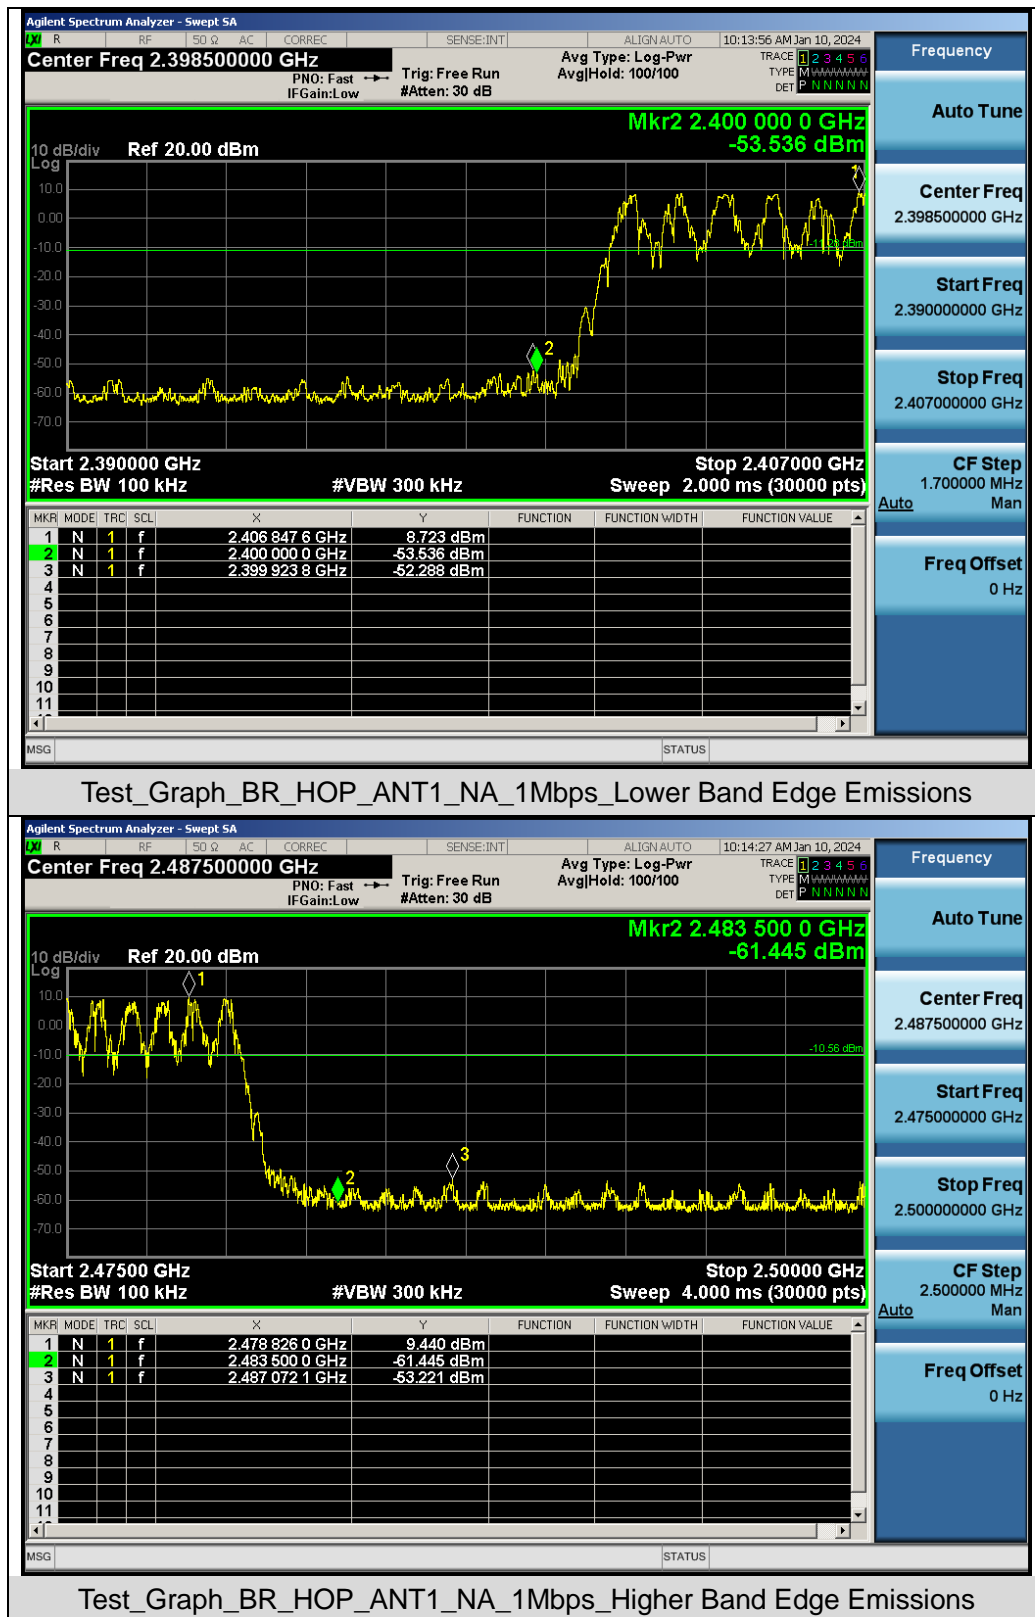 Agilent Spectrum Analyzer - Swept SA
LXI R RF 50 Ω AC CORREC SENSE:INT ALIGN AUTO 10:13:56 AM Jan 10, 2024
Center Freq 2.398500000 GHz
PNO: Fast
IFGain:Low
Trig: Free Run
#Atten: 30 dB
Avg Type: Log-Pwr
Avg|Hold: 100/100
TRACE 1 2 3 4 5 6
TYPE M
DET P N N N N N
Mkr2 2.400 000 0 GHz
-53.536 dBm
10 dB/div Ref 20.00 dBm
Log
10.0
0.00
-10.0
-20.0
-30.0
-40.0
-50.0
-60.0
-70.0
1
2
Start 2.390000 GHz Stop 2.407000 GHz
#Res BW 100 kHz #VBW 300 kHz Sweep 2.000 ms (30000 pts)
MKR MODE TRC SCL X Y FUNCTION FUNCTION WIDTH FUNCTION VALUE
1 N 1 f 2.406 847 6 GHz 8.723 dBm
2 N 1 f 2.400 000 0 GHz -53.536 dBm
3 N 1 f 2.399 923 8 GHz -52.288 dBm
4
5
6
7
8
9
10
11
MSG STATUS
Frequency
Auto Tune
Center Freq
2.398500000 GHz
Start Freq
2.390000000 GHz
Stop Freq
2.407000000 GHz
CF Step
1.700000 MHz
Auto Man
Freq Offset
0 Hz
Test_Graph_BR_HOP_ANT1_NA_1Mbps_Lower Band Edge Emissions
Agilent Spectrum Analyzer - Swept SA
LXI R RF 50 Ω AC CORREC SENSE:INT ALIGN AUTO 10:14:27 AM Jan 10, 2024
Center Freq 2.487500000 GHz
PNO: Fast
IFGain:Low
Trig: Free Run
#Atten: 30 dB
Avg Type: Log-Pwr
Avg|Hold: 100/100
TRACE 1 2 3 4 5 6
TYPE M
DET P N N N N N
Mkr2 2.483 500 0 GHz
-61.445 dBm
10 dB/div Ref 20.00 dBm
Log
10.0
0.00
-10.0
-20.0
-30.0
-40.0
-50.0
-60.0
-70.0
1
-10.56 dBm
3
2
Start 2.47500 GHz Stop 2.50000 GHz
#Res BW 100 kHz #VBW 300 kHz Sweep 4.000 ms (30000 pts)
MKR MODE TRC SCL X Y FUNCTION FUNCTION WIDTH FUNCTION VALUE
1 N 1 f 2.478 826 0 GHz 9.440 dBm
2 N 1 f 2.483 500 0 GHz -61.445 dBm
3 N 1 f 2.487 072 1 GHz -53.221 dBm
4
5
6
7
8
9
10
11
MSG STATUS
Frequency
Auto Tune
Center Freq
2.487500000 GHz
Start Freq
2.475000000 GHz
Stop Freq
2.500000000 GHz
CF Step
2.500000 MHz
Auto Man
Freq Offset
0 Hz
Test_Graph_BR_HOP_ANT1_NA_1Mbps_Higher Band Edge Emissions